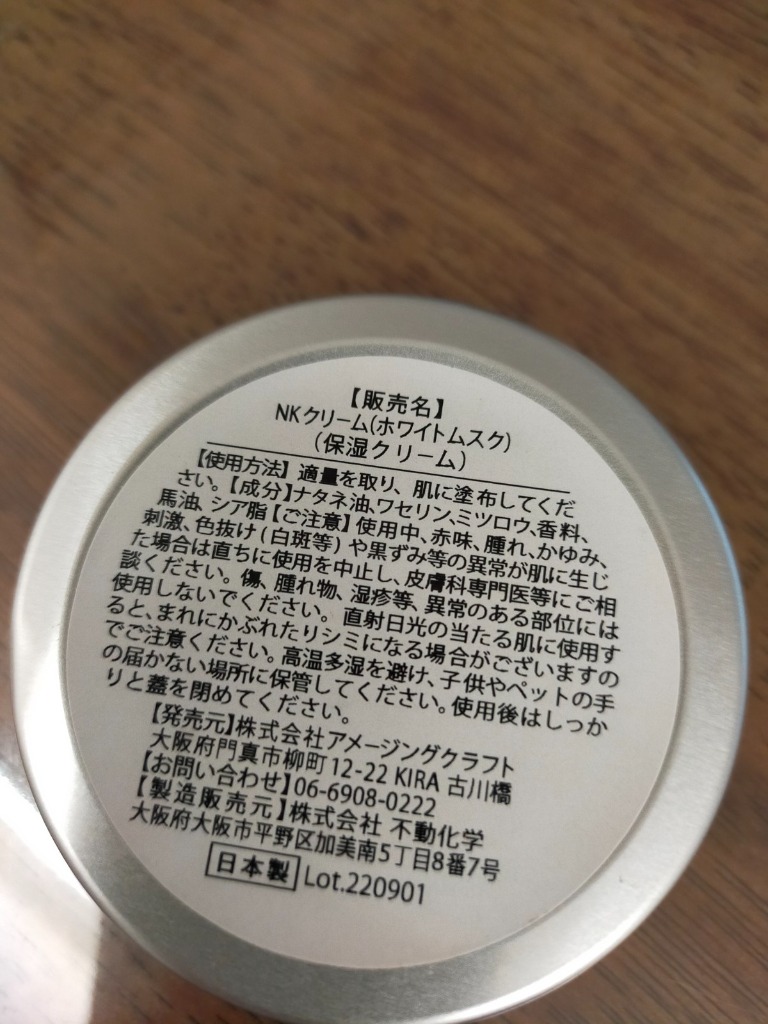 【販売名】
NKクリーム(ホワイトムスク)
(保湿クリーム)
【使用方法】適量を取り、肌に塗布してくだ
さい。【成分】ナタネ油、ワセリン、ミツロウ、香料、
馬油、シア脂【ご注意】使用中、赤味、腫れ、かゆみ、
刺激、色抜け(白斑等)や黒ずみ等の異常が肌に生じ
た場合は直ちに使用を中止し、皮膚科専門医等にご相
談ください。傷、腫れ物、湿疹等、異常のある部位には
使用しないでください。 直射日光の当たる肌に使用す
ると、まれにかぶれたりシミになる場合がございますの
でご注意ください。高温多湿を避け、子供やペットの手
の届かない場所に保管してください。使用後はしっか
りと蓋を閉めてください。
【発売元】株式会社アメージングクラフト
大阪府門真市柳町12-22 KIRA 古川橋
【お問い合わせ】06-6908-0222
【製造販売元】株式会社 不動化学
大阪府大阪市平野区加美南5丁目8番7号
日本製 Lot.220901